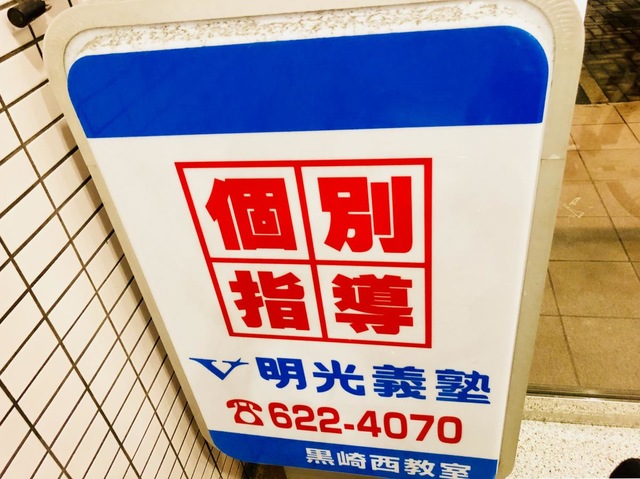 個別
指導
明光義塾
☎622-4070
黒崎西教室